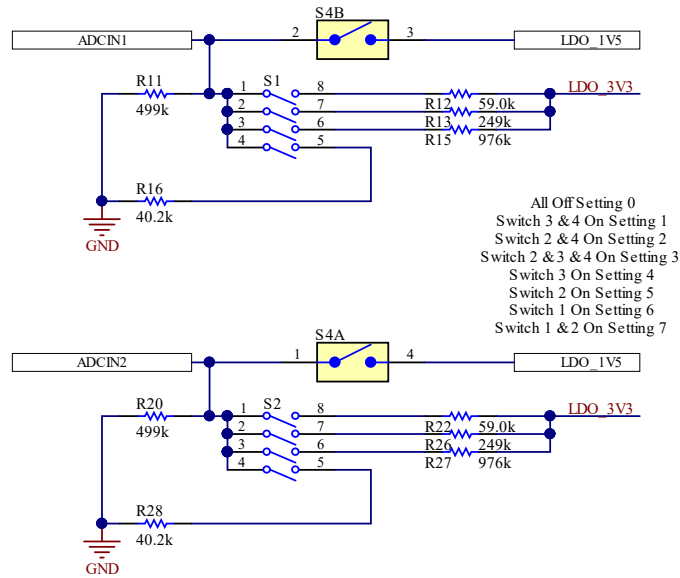 S4B
ADCIN1
2
3
LDO_1V5
R11
499k
S1
1
8
LDO_3V3
2
7
R12
59.0k
3
6
R13
249k
4
5
R15
976k
R16
40.2k
GND
All Off Setting 0
Switch 3 & 4 On Setting 1
Switch 2 & 4 On Setting 2
Switch 2 & 3 & 4 On Setting 3
Switch 3 On Setting 4
Switch 2 On Setting 5
Switch 1 On Setting 6
Switch 1 & 2 On Setting 7
S4A
ADCIN2
1
4
LDO_1V5
R20
499k
S2
1
8
LDO_3V3
2
7
R22
59.0k
3
6
R26
249k
4
5
R27
976k
R28
40.2k
GND